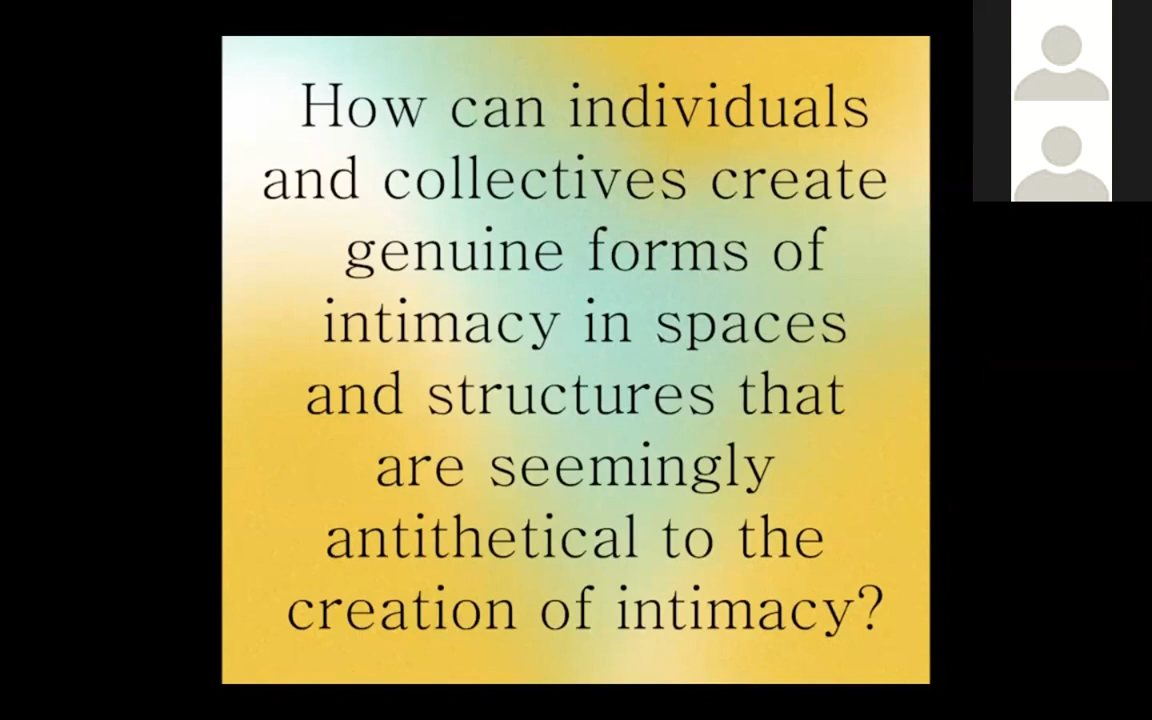 How can individuals
and collectives create
genuine forms of
intimacy in spaces
and structures that
are seemingly
antithetical to the
creation of intimacy?